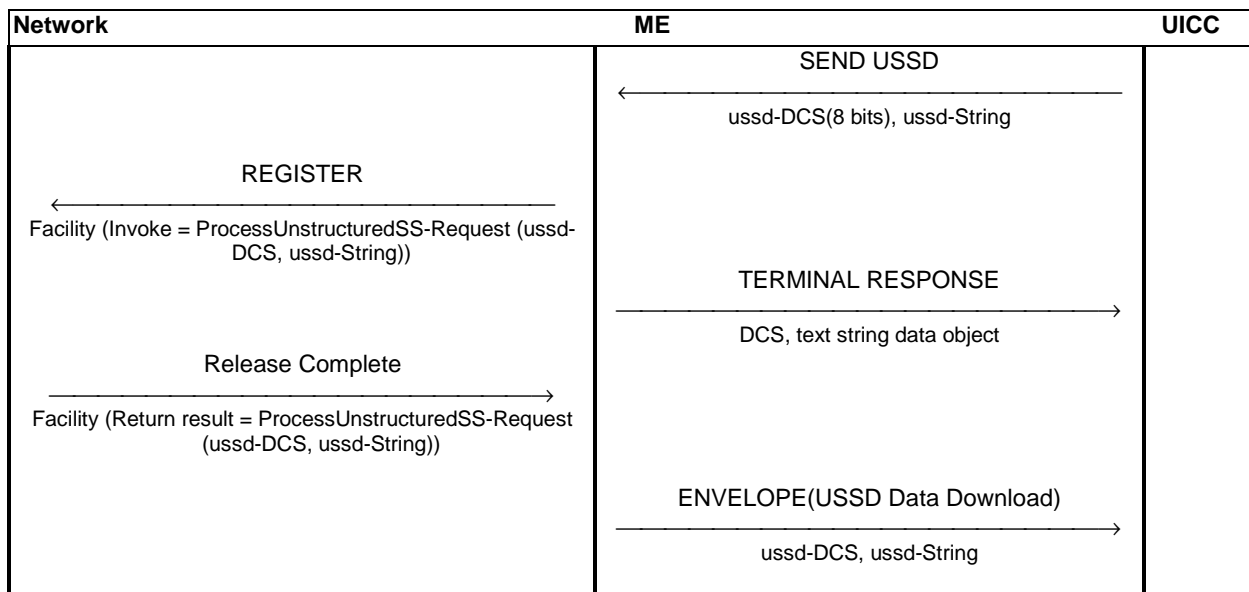 Network ME UICC
SEND USSD
ussd-DCS(8 bits), ussd-String
REGISTER
Facility (Invoke = ProcessUnstructuredSS-Request (ussd-
DCS, ussd-String))
TERMINAL RESPONSE
DCS, text string data object
Release Complete
Facility (Return result = ProcessUnstructuredSS-Request
(ussd-DCS, ussd-String))
ENVELOPE(USSD Data Download)
ussd-DCS, ussd-String